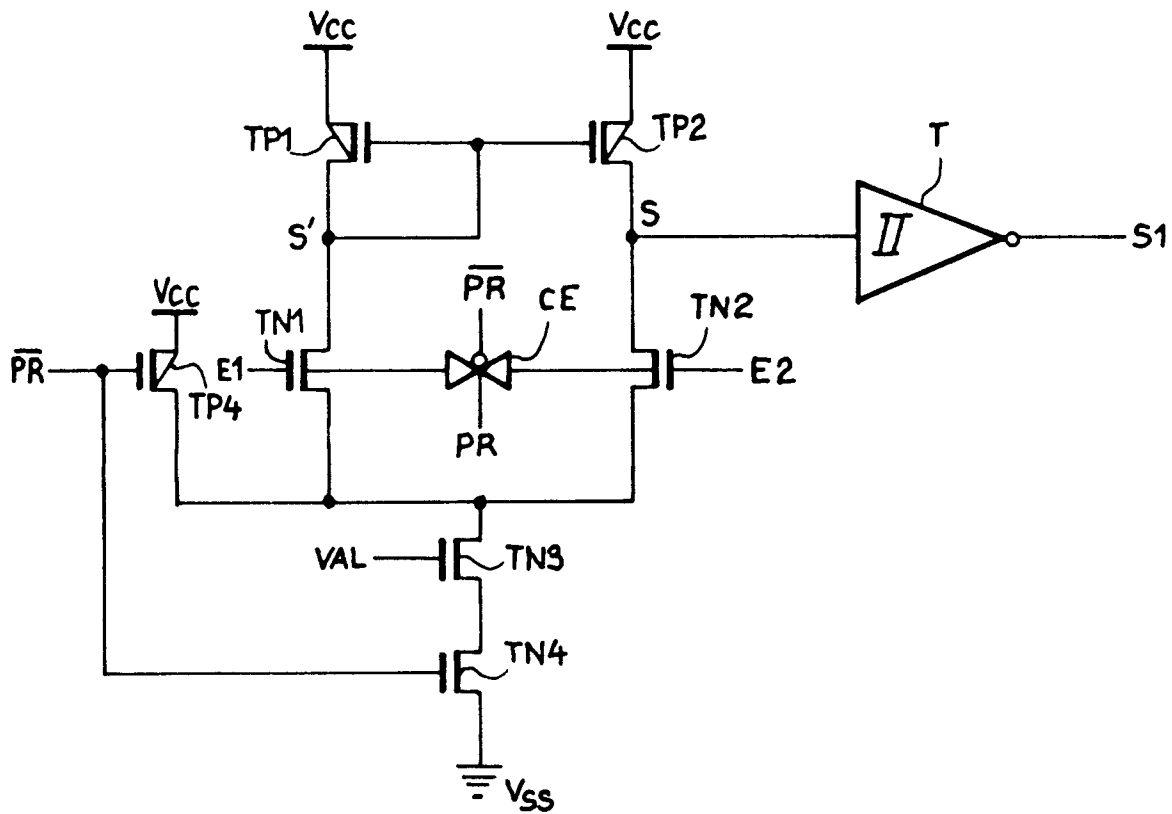 Vcc
Vcc
TP1
TP2
T
S'
S
II
S1
PR
CE
Vcc
TN1
TN2
PR
E1
E2
TP4
PR
VAL
TN3
TN4
Vss